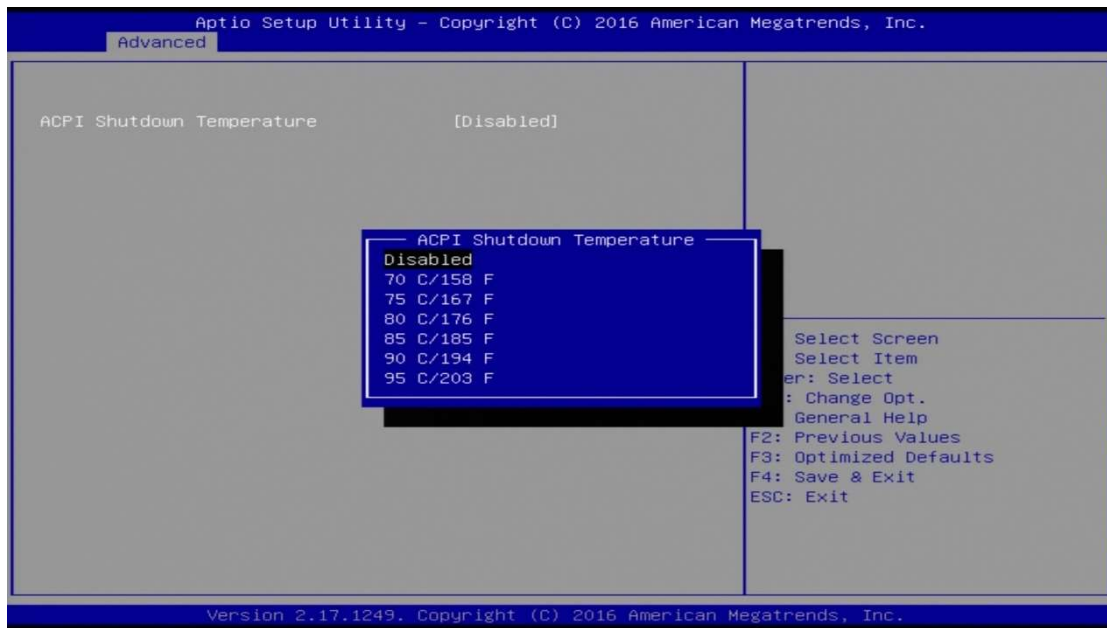 Aptio Setup Utility – Copyright (C) 2016 American Megatrends, Inc.
Advanced
ACPI Shutdown Temperature [Disabled]
ACPI Shutdown Temperature
Disabled
70 C/158 F
75 C/167 F
80 C/176 F
85 C/185 F
90 C/194 F
95 C/203 F
Select Screen
Select Item
er: Select
: Change Opt.
General Help
F2: Previous Values
F3: Optimized Defaults
F4: Save & Exit
ESC: Exit
Version 2.17.1249. Copyright (C) 2016 American Megatrends, Inc.